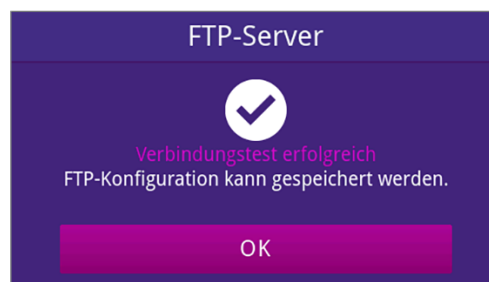 FTP-Server
Verbindungstest erfolgreich
FTP-Konfiguration kann gespeichert werden.
OK